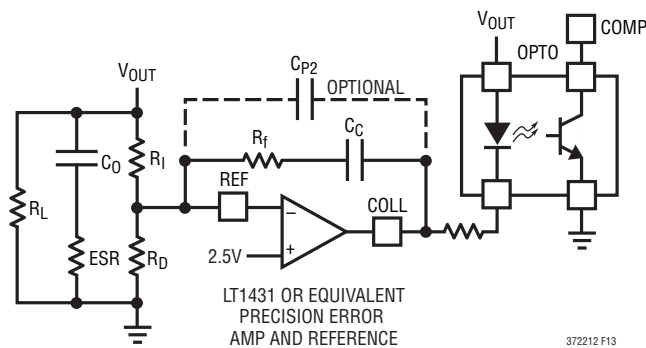 VOUT
COMP
OPTO
CP2
OPTIONAL
VOUT
CO
RI
Rf
CC
REF
COLL
RL
ESR
RD
−
+
2.5V
LT1431 OR EQUIVALENT
PRECISION ERROR
AMP AND REFERENCE
372212 F13